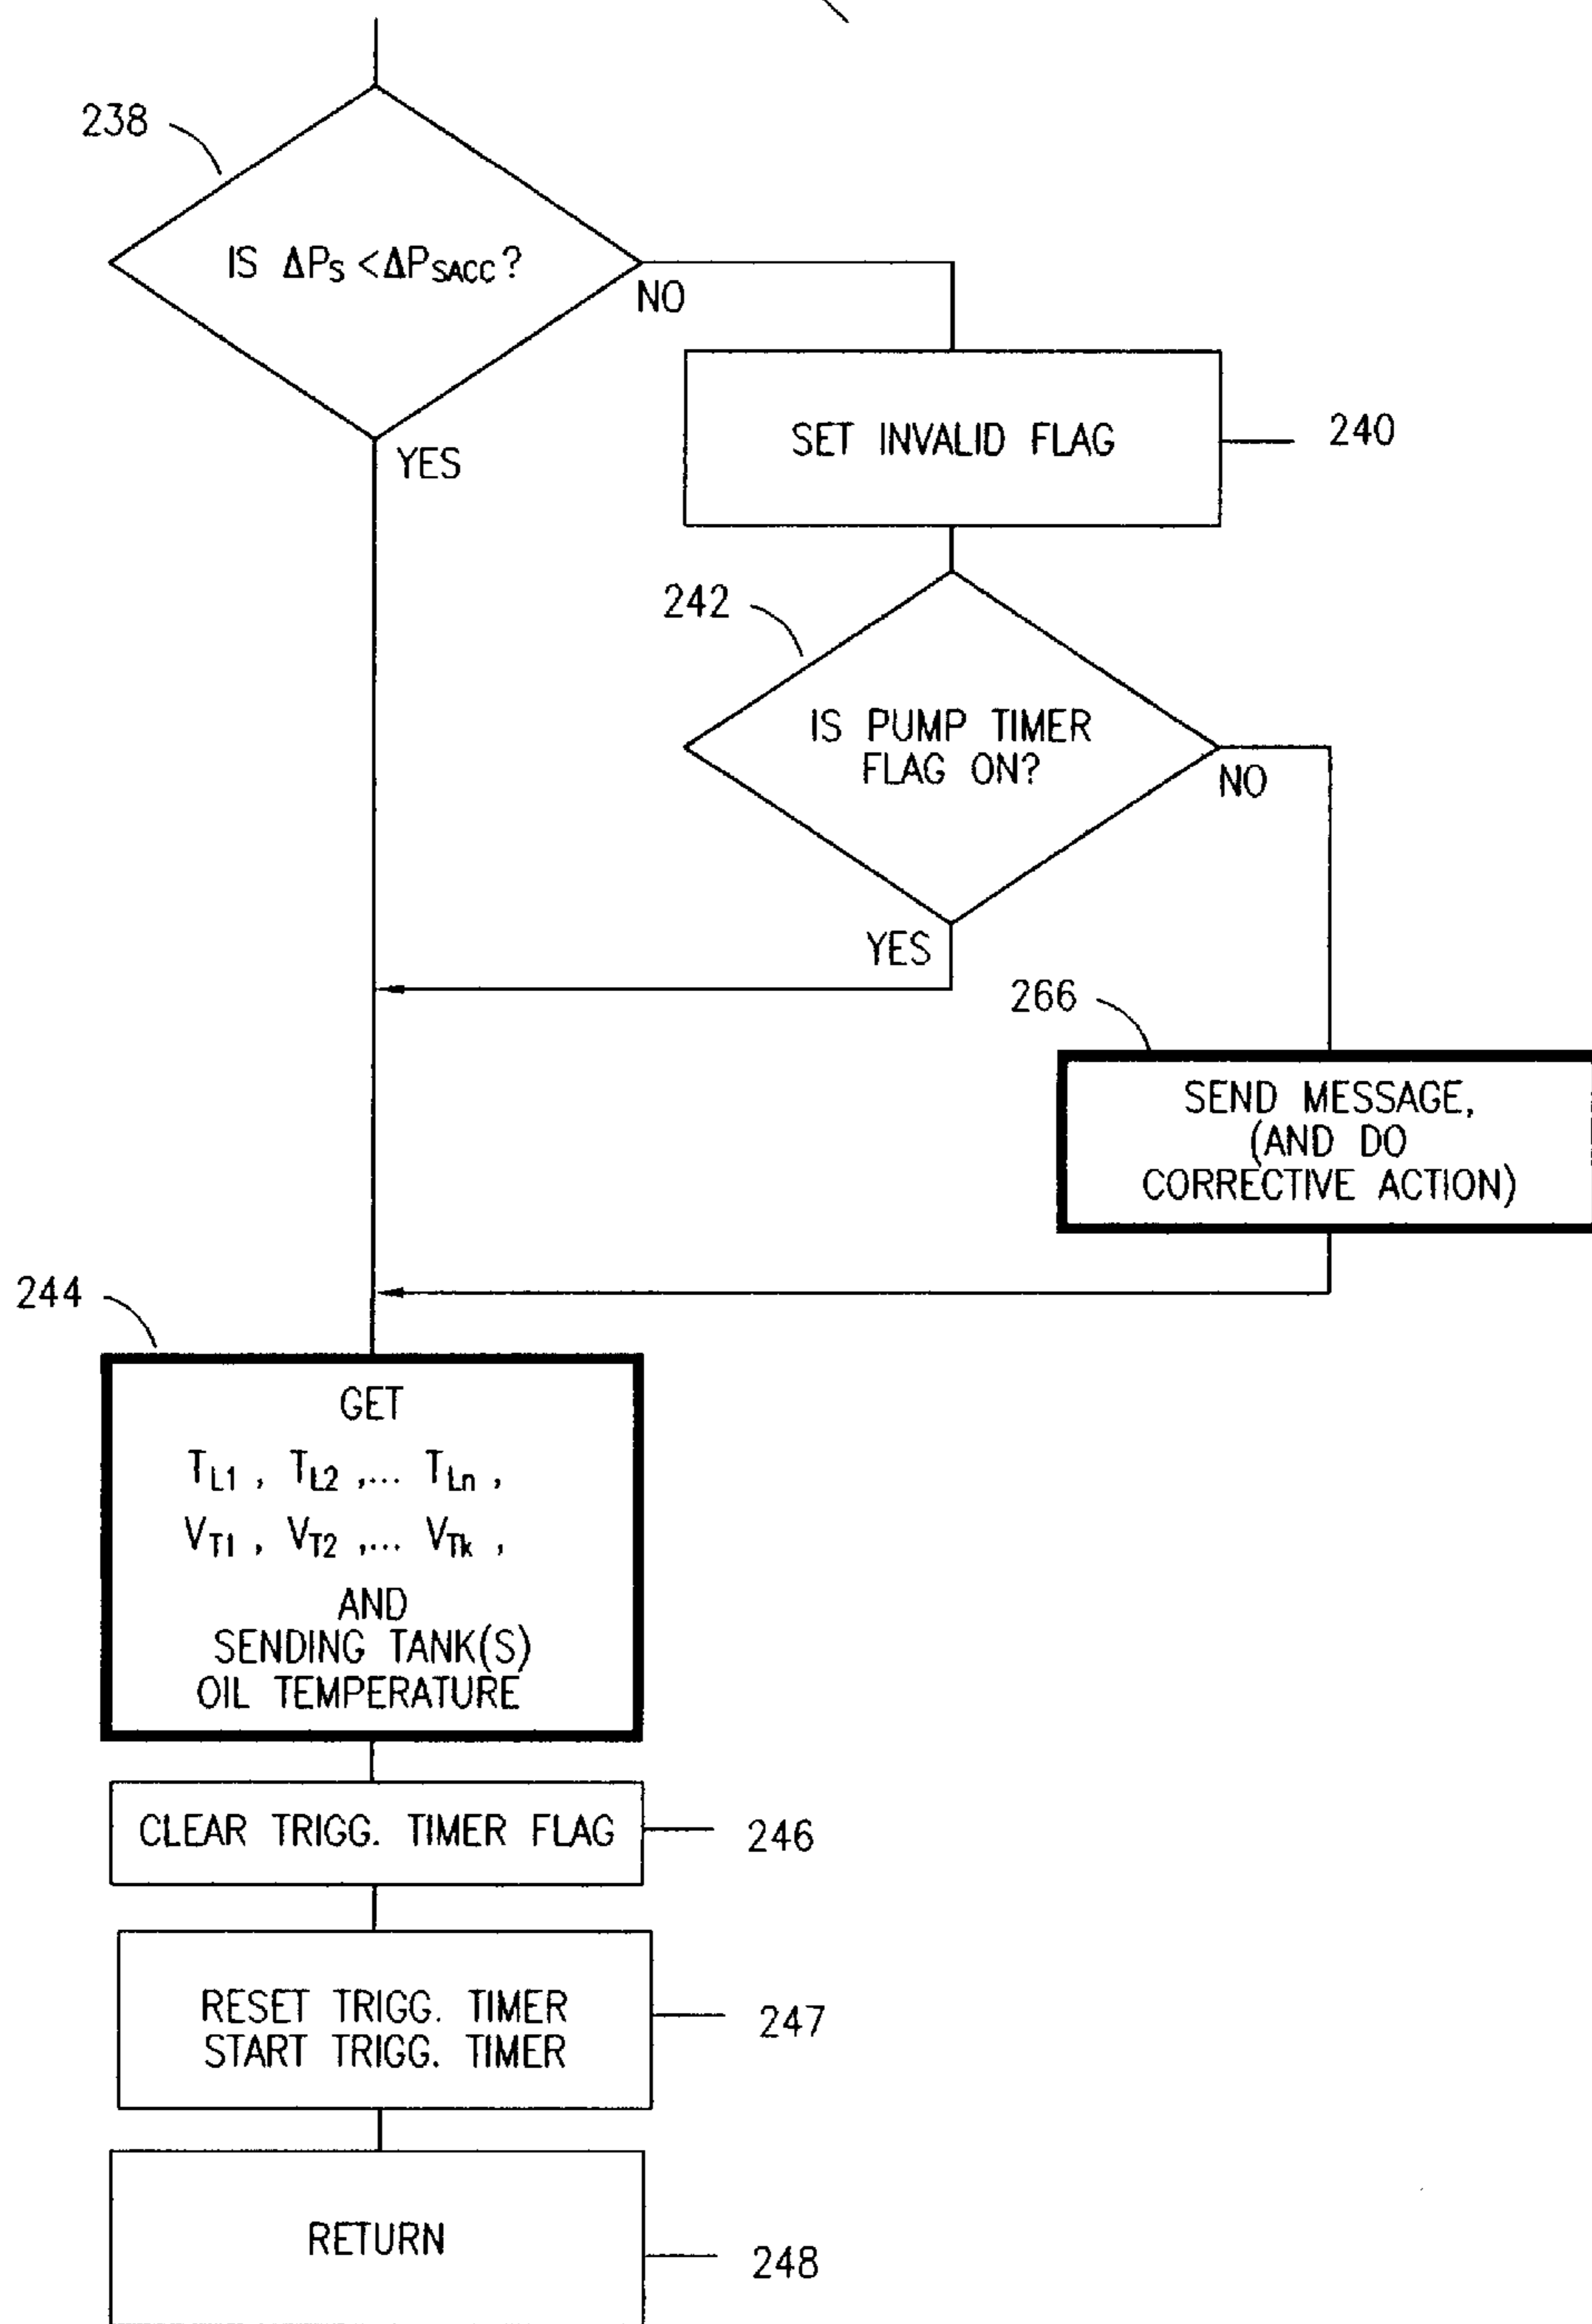 238
IS ΔPS <ΔPSACC?
NO
YES
SET INVALID FLAG
240
242
IS PUMP TIMER
FLAG ON?
NO
YES
266
SEND MESSAGE,
(AND DO
CORRECTIVE ACTION)
244
GET
TL1 , TL2 ,... TLn ,
VT1 , VT2 ,... VTk ,
AND
SENDING TANK(S)
OIL TEMPERATURE
CLEAR TRIGG. TIMER FLAG
246
RESET TRIGG. TIMER
START TRIGG. TIMER
247
RETURN
248